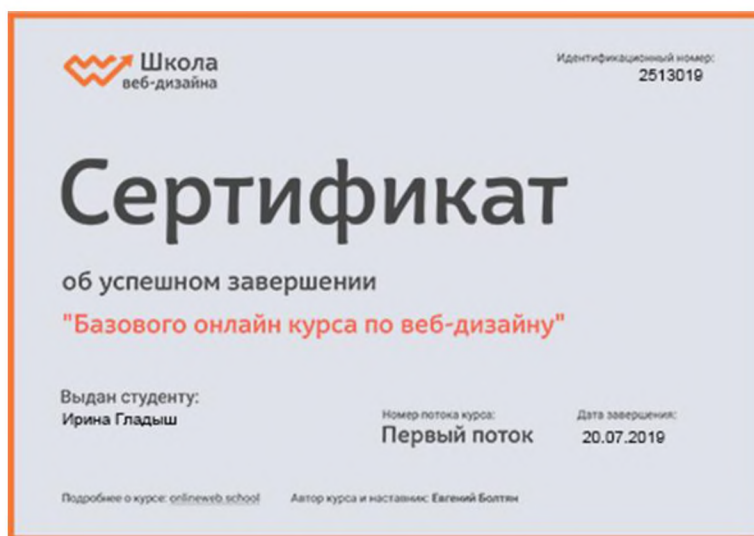 Школа
веб-дизайна
Идентификационный номер:
2513019
Сертификат
об успешном завершении
"Базового онлайн курса по веб-дизайну"
Выдан студенту:
Ирина Гладыш
Номер потока курса:
Первый поток
Дата завершения:
20.07.2019
Подробнее о курсе: onlineweb.school
Автор курса и наставник: Евгений Болтян